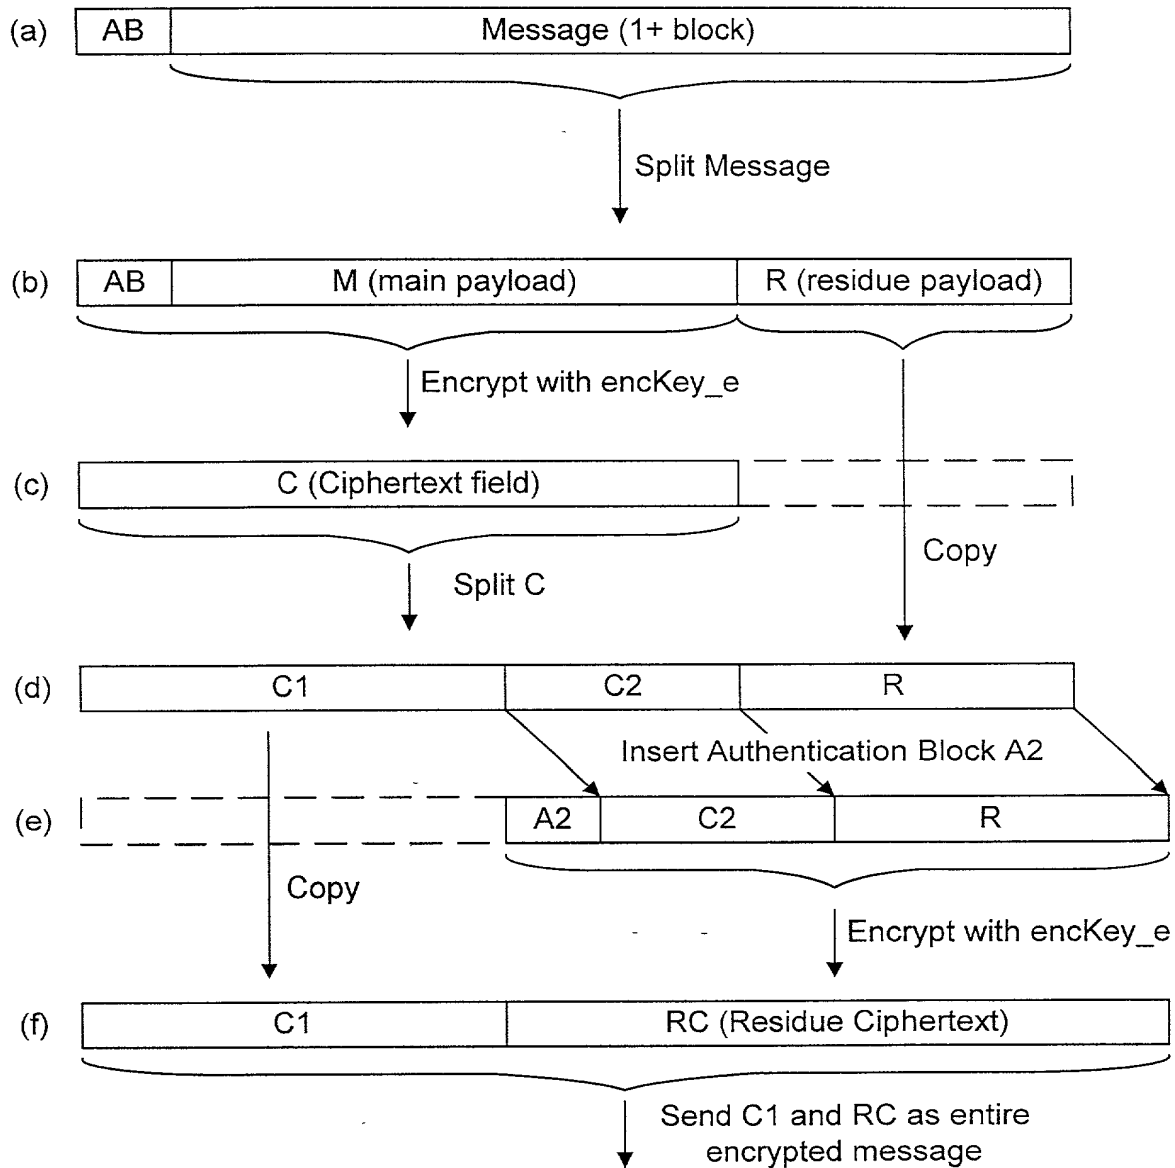 (a) AB Message (1+ block)
Split Message
(b) AB M (main payload) R (residue payload)
Encrypt with encKey_e
(c) C (Ciphertext field)
Copy
Split C
(d) C1 C2 R
Insert Authentication Block A2
(e) A2 C2 R
Copy
Encrypt with encKey_e
(f) C1 RC (Residue Ciphertext)
Send C1 and RC as entire
encrypted message